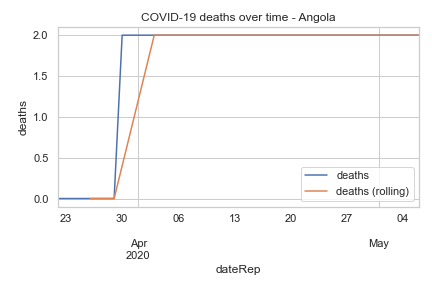 COVID-19 deaths over time - Angola
2.0
1.5
1.0
0.5
0.0
deaths
deaths
deaths (rolling)
23 30 06 13 20 27 04
Apr May
2020
dateRep